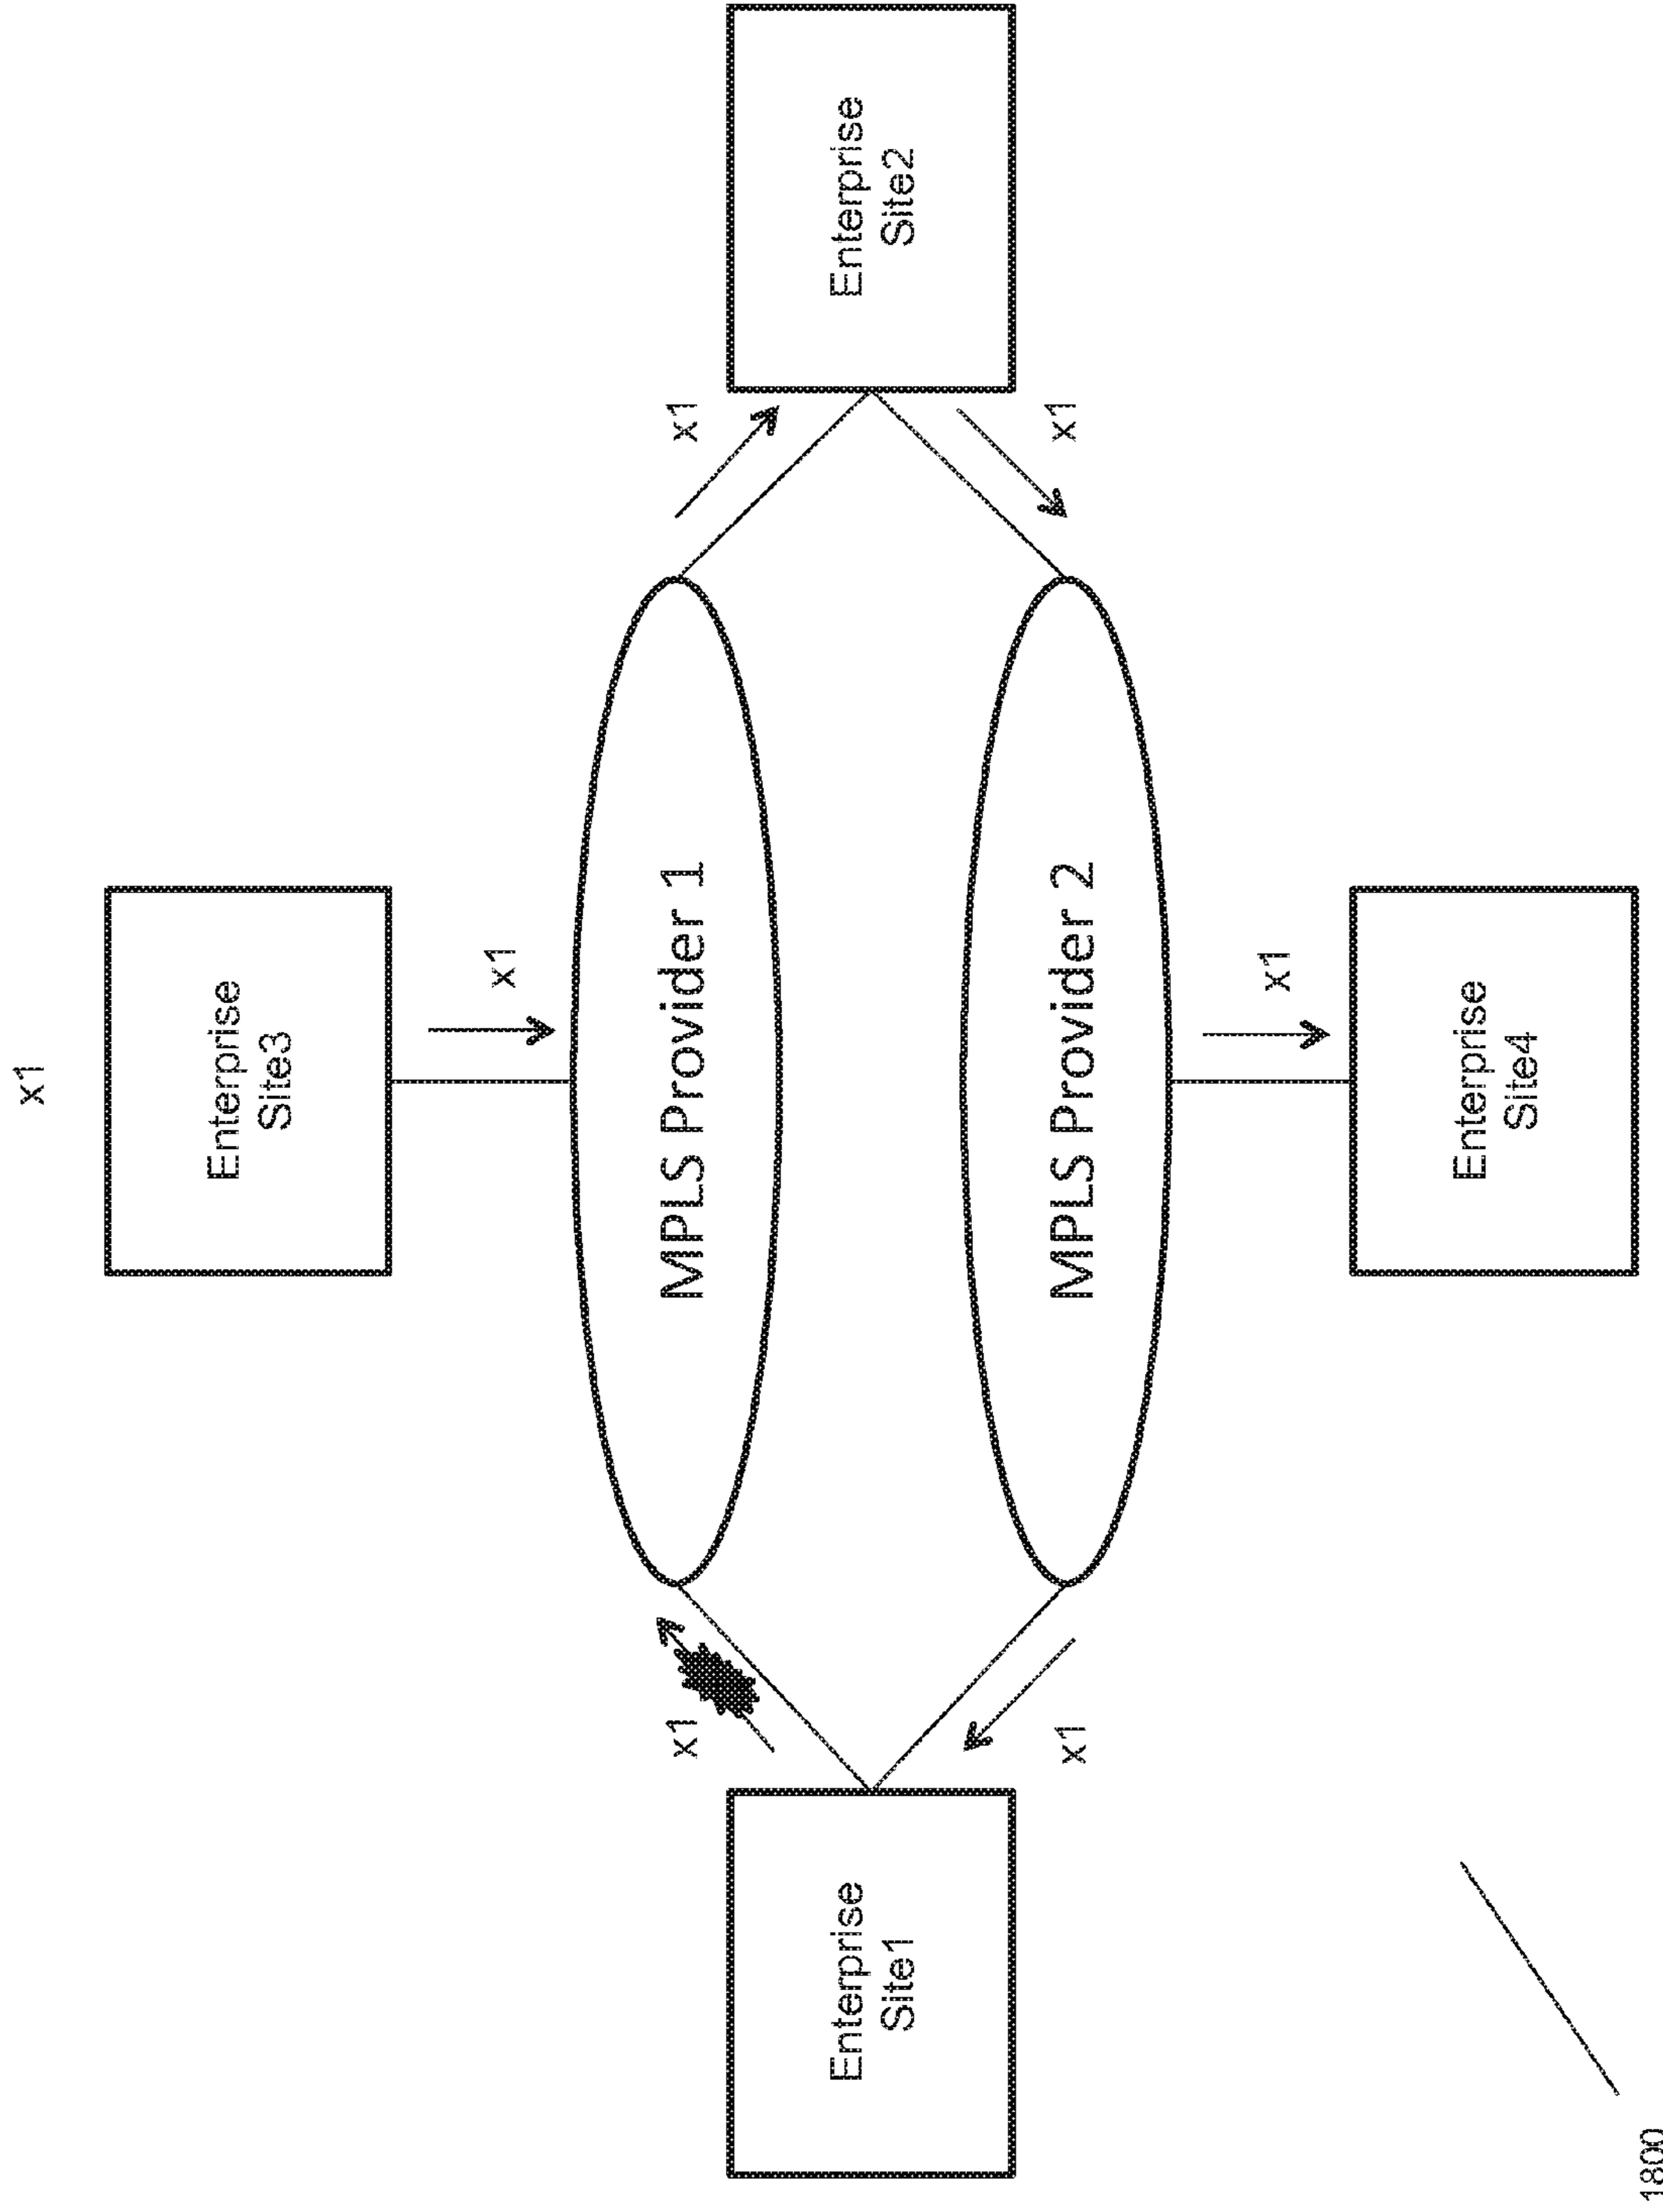 x1
Enterprise
Site3
x1
x1
MPLS Provider 1
x1
Enterprise
Site1
Enterprise
Site2
x1
MPLS Provider 2
x1
x1
Enterprise
Site4
1800